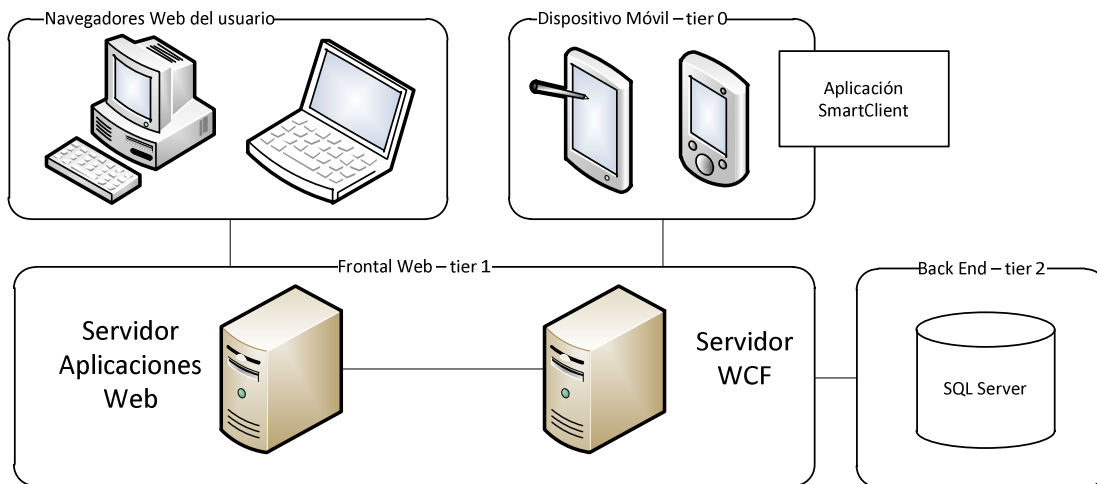 Navegadores Web del usuario
Dispositivo Móvil – tier 0
Aplicación
SmartClient
Frontal Web – tier 1
Servidor
Aplicaciones
Web
Servidor
WCF
Back End – tier 2
SQL Server